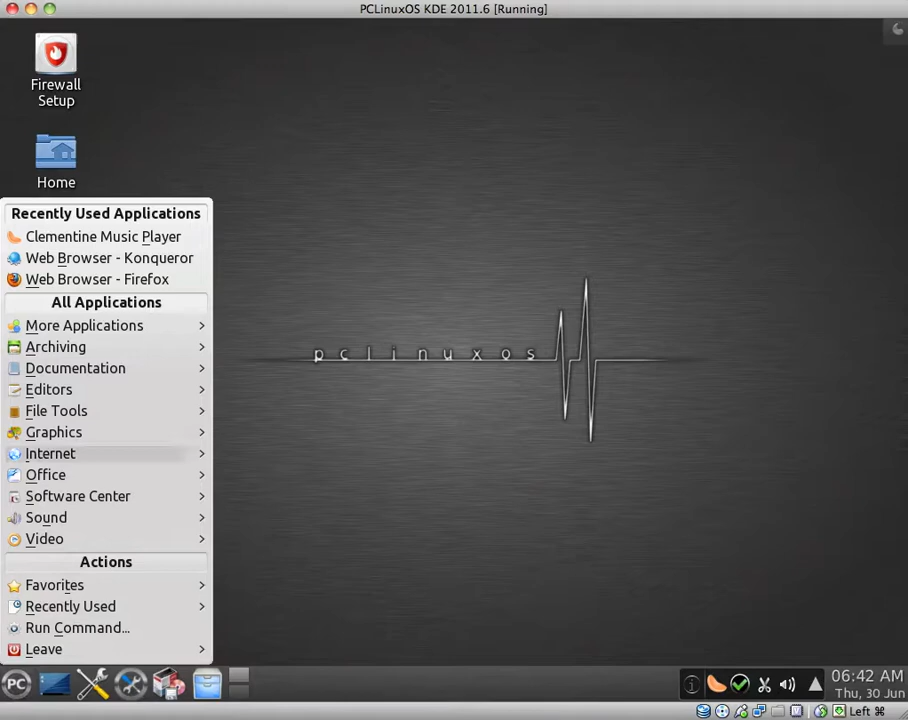 PCLinuxOS KDE 2011.6 [Running]
Firewall
Setup
Home
Recently Used Applications
Clementine Music Player
Web Browser - Konqueror
Web Browser - Firefox
All Applications
More Applications
Archiving
Documentation
Editors
File Tools
Graphics
Internet
Office
Software Center
Sound
Video
Actions
Favorites
Recently Used
Run Command...
Leave
pclinuxos
PC
06:42 AM
Thu, 30 Jun
Left ⌘